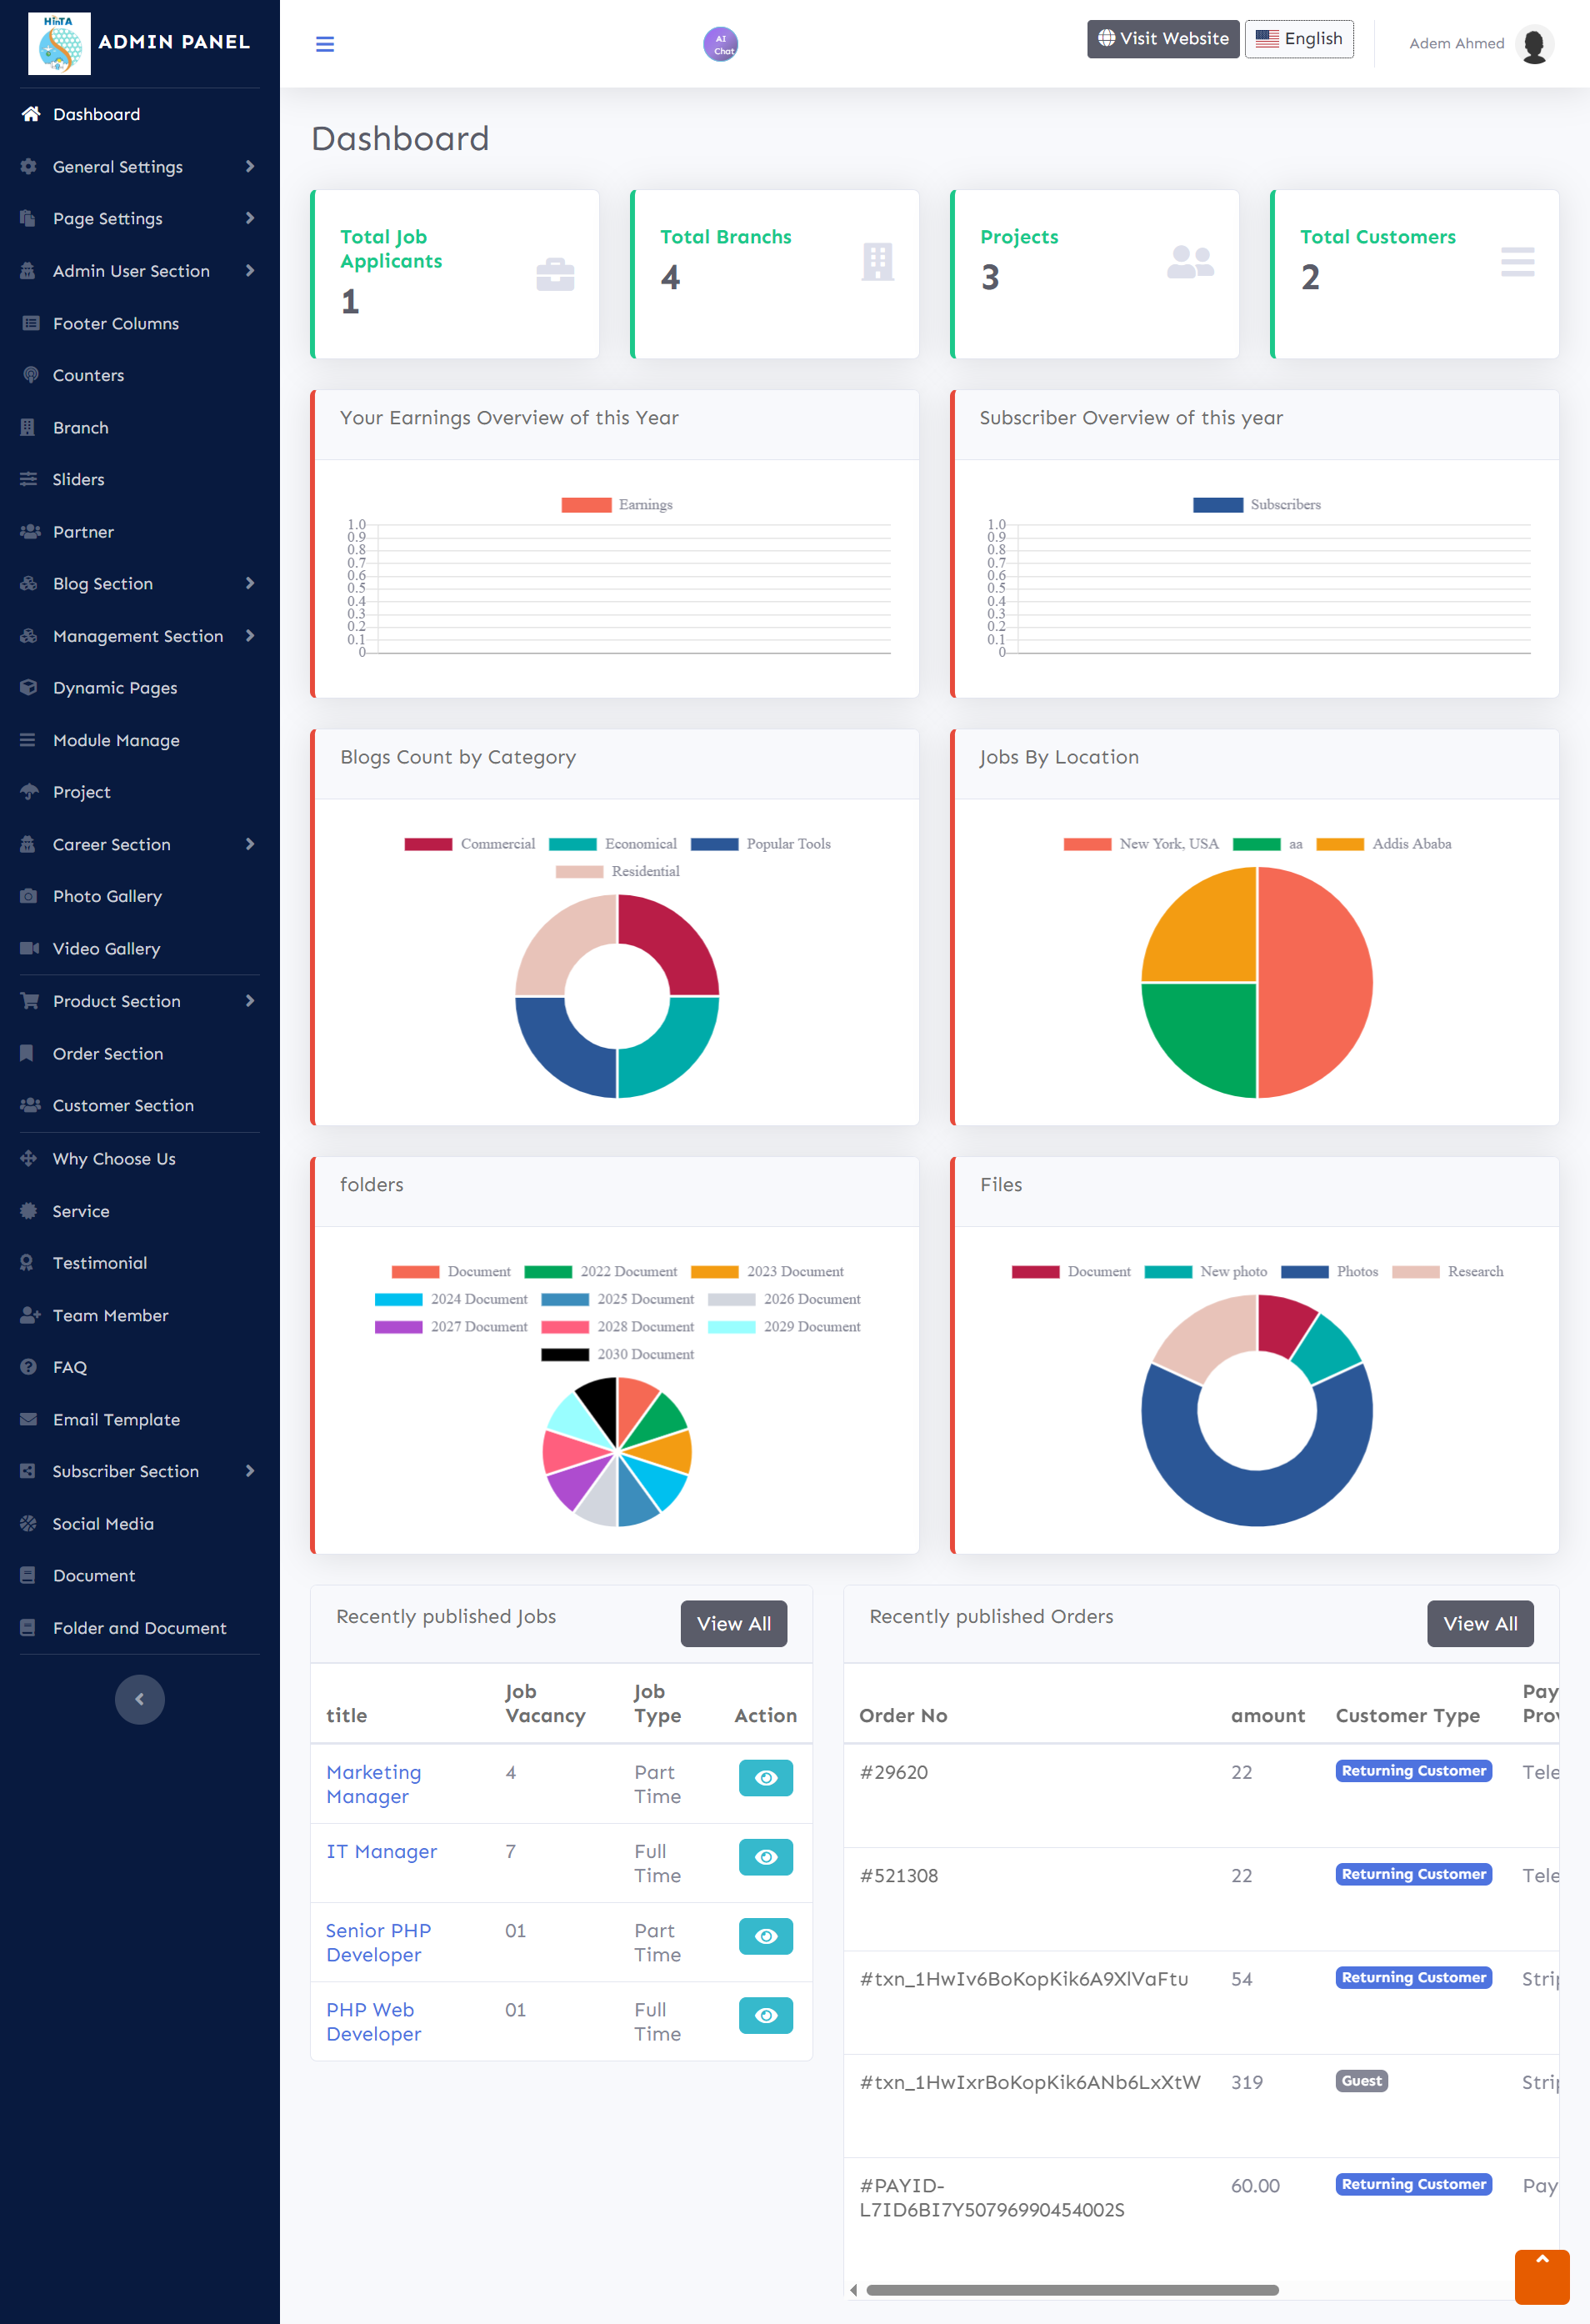 HinTA
ADMIN PANEL
AI
Chat
Visit Website
English
Adem Ahmed
Dashboard
General Settings
Page Settings
Admin User Section
Footer Columns
Counters
Branch
Sliders
Partner
Blog Section
Management Section
Dynamic Pages
Module Manage
Project
Career Section
Photo Gallery
Video Gallery
Product Section
Order Section
Customer Section
Why Choose Us
Service
Testimonial
Team Member
FAQ
Email Template
Subscriber Section
Social Media
Document
Folder and Document
Dashboard
Total Job
Applicants
1
Total Branchs
4
Projects
3
Total Customers
2
Your Earnings Overview of this Year
Earnings
1.0
0.9
0.8
0.7
0.6
0.5
0.4
0.3
0.2
0.1
0
Subscriber Overview of this year
Subscribers
1.0
0.9
0.8
0.7
0.6
0.5
0.4
0.3
0.2
0.1
0
Blogs Count by Category
Commercial Economical Popular Tools
Residential
Jobs By Location
New York, USA aa Addis Ababa
folders
Document 2022 Document 2023 Document
2024 Document 2025 Document 2026 Document
2027 Document 2028 Document 2029 Document
2030 Document
Files
Document New photo Photos Research
Recently published Jobs
View All
title Job Vacancy Job Type Action
Marketing Manager 4 Part Time
IT Manager 7 Full Time
Senior PHP Developer 01 Part Time
PHP Web Developer 01 Full Time
Recently published Orders
View All
Order No amount Customer Type Pay
#29620 22 Returning Customer Tele
#521308 22 Returning Customer Tele
#txn_1HwIv6BoKopKik6A9XlVaFtu 54 Returning Customer Strip
#txn_1HwIxrBoKopKik6ANb6LxXtW 319 Guest Strip
#PAYID-
L7ID6BI7Y50796990454002S 60.00 Returning Customer Pay